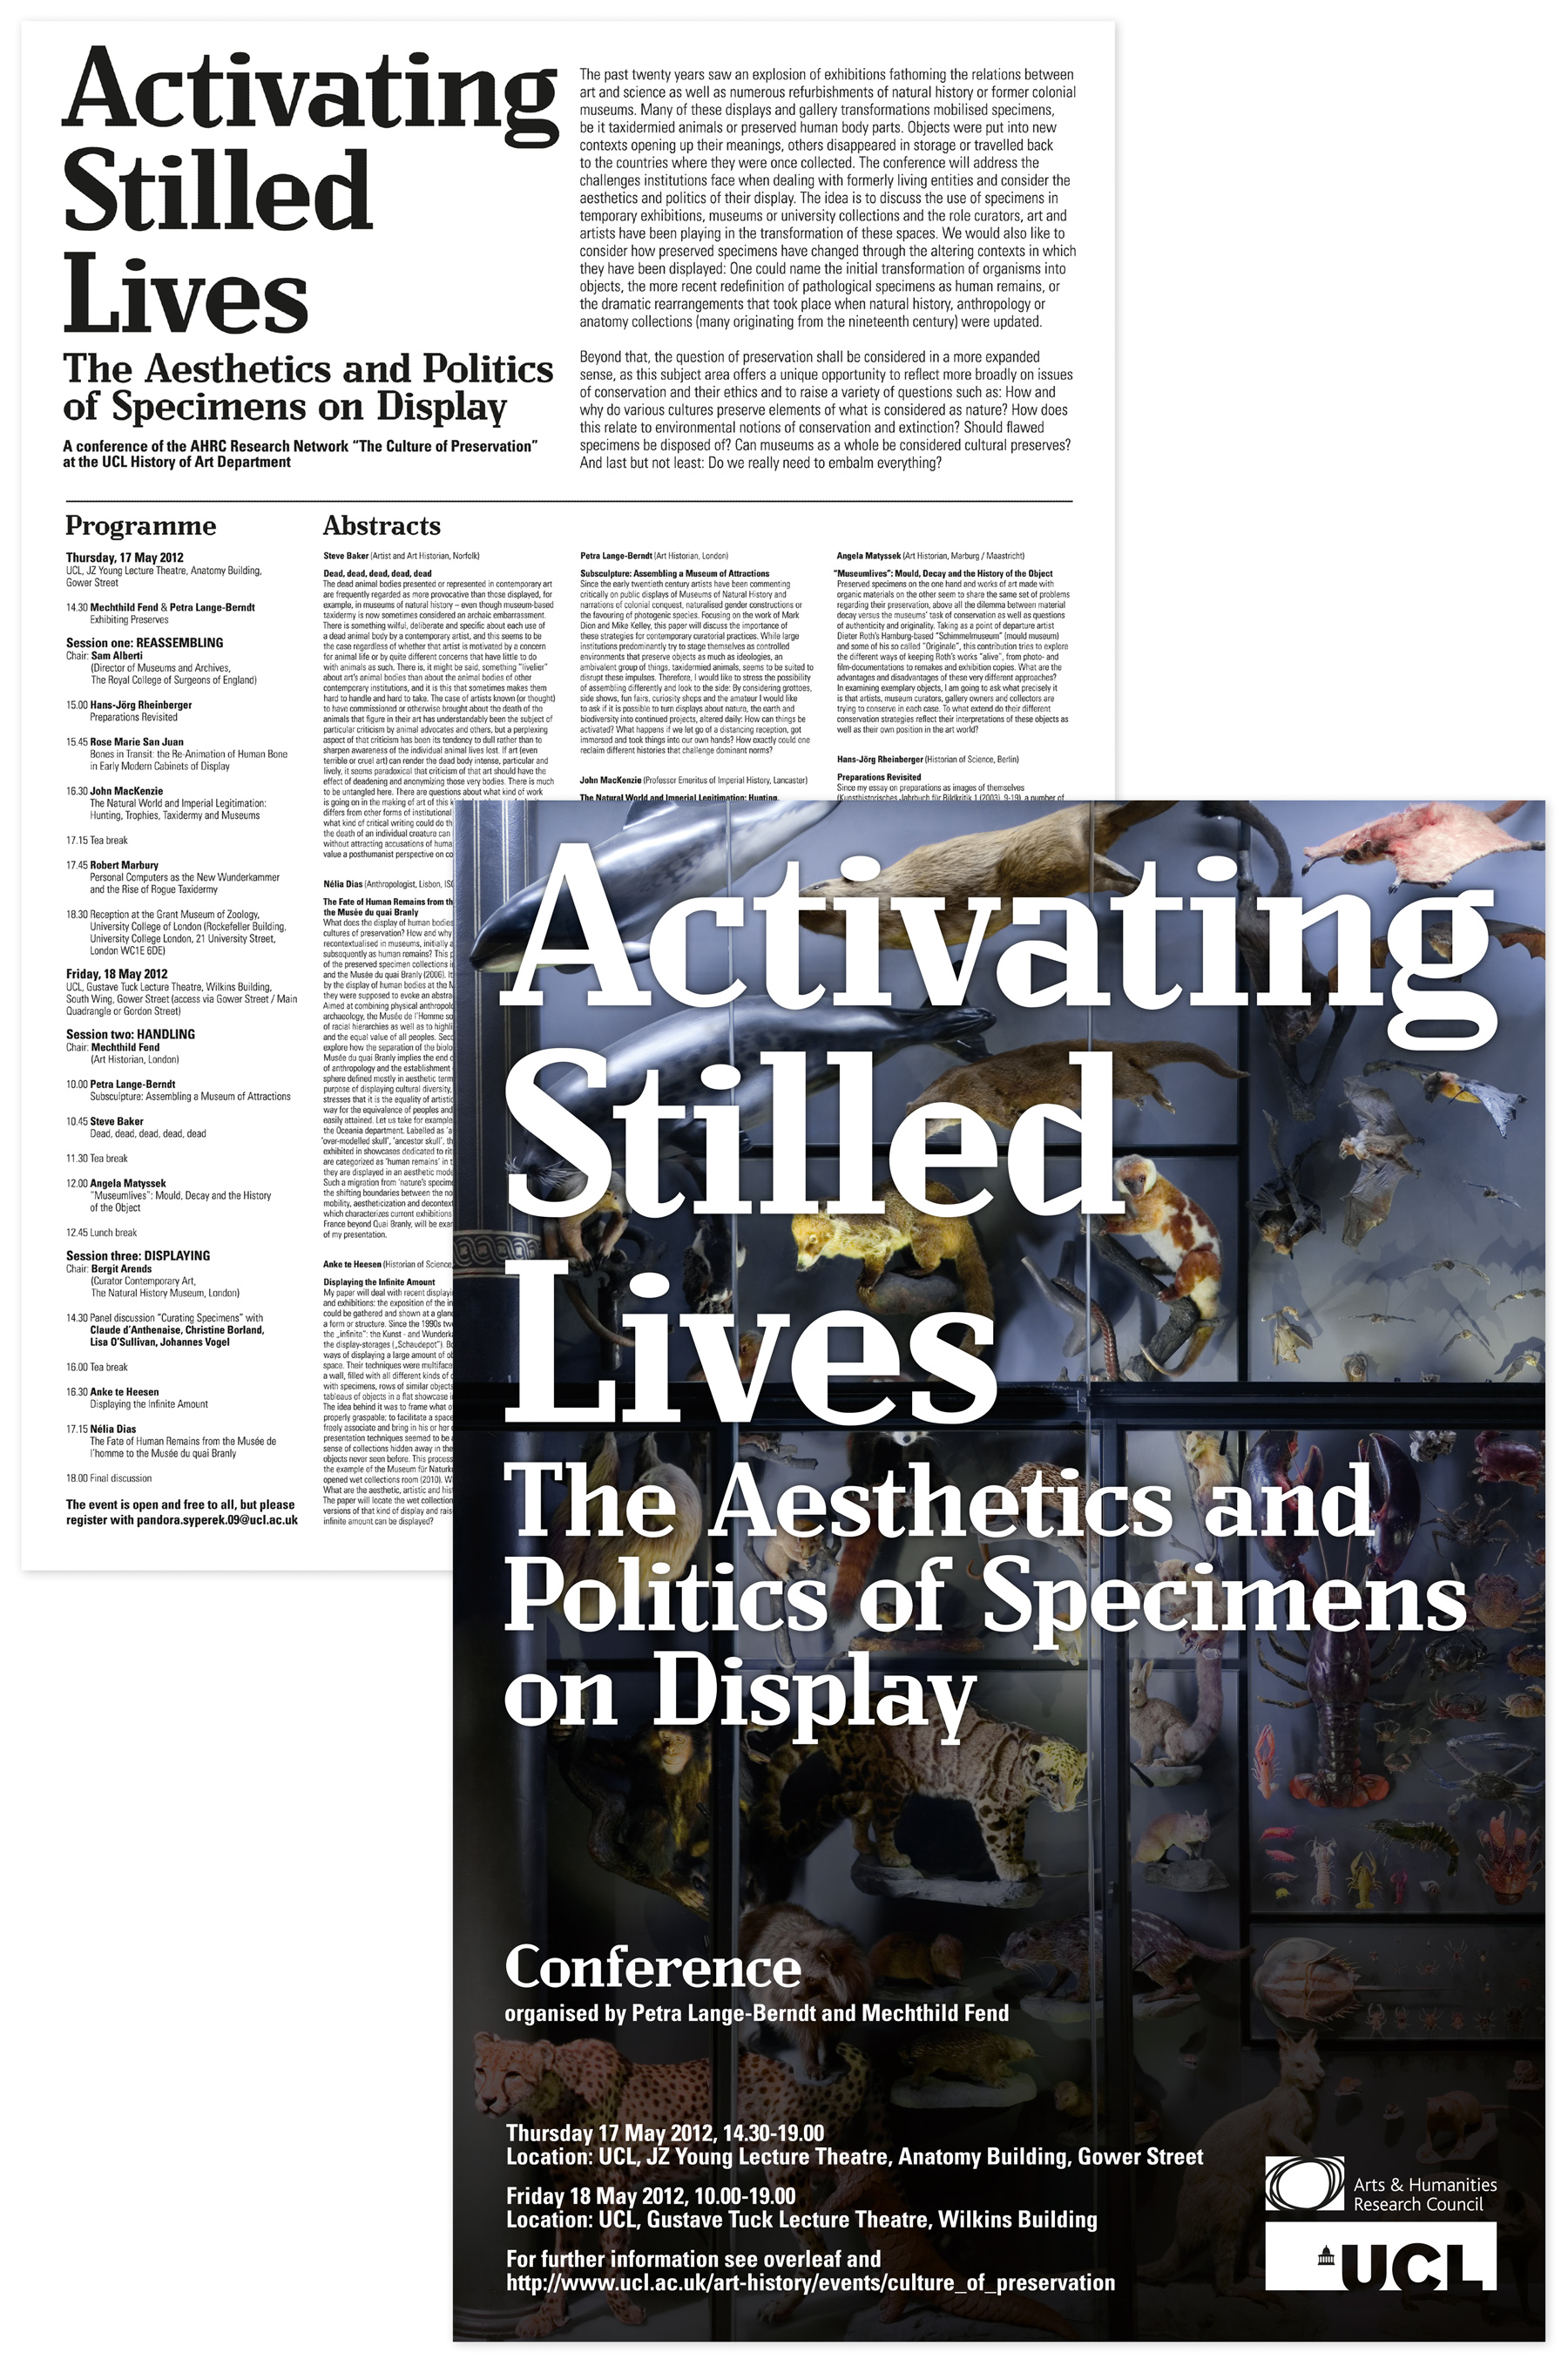 Activating
Stilled
Lives
The Aesthetics and Politics
of Specimens on Display
A conference of the AHRC Research Network “The Culture of Preservation”
at the UCL History of Art Department
The past twenty years saw an explosion of exhibitions fathoming the relations between
art and science as well as numerous refurbishments of natural history or former colonial
museums. Many of these displays and gallery transformations mobilised specimens,
be it taxidermied animals or preserved human body parts. Objects were put into new
contexts opening up their meanings, others disappeared in storage or travelled back
to the countries where they were once collected. The conference will address the
challenges institutions face when dealing with formerly living entities and consider the
aesthetics and politics of their display. The idea is to discuss the use of specimens in
temporary exhibitions, museums or university collections and the role curators, art and
artists have been playing in the transformation of these spaces. We would also like to
consider how preserved specimens have changed through the altering contexts in which
they have been displayed: One could name the initial transformation of organisms into
objects, the more recent redefinition of pathological specimens as human remains, or
the dramatic rearrangements that took place when natural history, anthropology or
anatomy collections (many originating from the nineteenth century) were updated.
Beyond that, the question of preservation shall be considered in a more expanded
sense, as this subject area offers a unique opportunity to reflect more broadly on issues
of conservation and their ethics and to raise a variety of questions such as: How and
why do various cultures preserve elements of what is considered as nature? How does
this relate to environmental notions of conservation and extinction? Should flawed
specimens be disposed of? Can museums as a whole be considered cultural preserves?
And last but not least: Do we really need to embalm everything?
Programme
Thursday, 17 May 2012
UCL, JZ Young Lecture Theatre, Anatomy Building,
Gower Street
14.30 Mechthild Fend & Petra Lange-Berndt
Exhibiting Preserves
Session one: REASSEMBLING
Chair: Sam Alberti
(Director of Museums and Archives,
The Royal College of Surgeons of England)
15.00 Hans-Jörg Rheinberger
Preparations Revisited
15.45 Rose Marie San Juan
Bones in Transit: the Re-Animation of Human Bone
in Early Modern Cabinets of Display
16.30 John MacKenzie
The Natural World and Imperial Legitimation:
Hunting, Trophies, Taxidermy and Museums
17.15 Tea break
17.45 Robert Marbury
Personal Computers as the New Wunderkammer
and the Rise of Rogue Taxidermy
18.30 Reception at the Grant Museum of Zoology,
University College of London (Rockefeller Building,
University College London, 21 University Street,
London WC1E 6DE)
Friday, 18 May 2012
UCL, Gustave Tuck Lecture Theatre, Wilkins Building,
South Wing, Gower Street (access via Gower Street / Main
Quadrangle or Gordon Street)
Session two: HANDLING
Chair: Mechthild Fend
(Art Historian, London)
10.00 Petra Lange-Berndt
Subsculpture: Assembling a Museum of Attractions
10.45 Steve Baker
Dead, dead, dead, dead, dead
11.30 Tea break
12.00 Angela Matyssek
“Museumlives”: Mould, Decay and the History
of the Object
12.45 Lunch break
Session three: DISPLAYING
Chair: Bergit Arends
(Curator Contemporary Art,
The Natural History Museum, London)
14.30 Panel discussion “Curating Specimens” with
Claude d’Anthenaise, Christine Borland,
Lisa O’Sullivan, Johannes Vogel
16.00 Tea break
16.30 Anke te Heesen
Displaying the Infinite Amount
17.15 Nélia Dias
The Fate of Human Remains from the Musée de
l’homme to the Musée du quai Branly
18.00 Final discussion
The event is open and free to all, but please
register with pandora.syperek.09@ucl.ac.uk
Abstracts
Steve Baker (Artist and Art Historian, Norfolk)
Dead, dead, dead, dead, dead
The dead animal bodies presented or represented in contemporary art
are frequently regarded as more provocative than those displayed, for
example, in museums of natural history – even though museum-based
taxidermy is now sometimes considered an archaic embarrassment.
There is something wilful, deliberate and specific about each use of
a dead animal body by a contemporary artist, and this seems to be
the case regardless of whether that artist is motivated by a concern
for animal life or by quite different concerns that have little to do
with animals as such. There is, it might be said, something “livelier”
about art’s animal bodies than about the animal bodies of other
contemporary institutions, and it is this that sometimes makes them
hard to handle and hard to take. The case of artists known (or thought)
to have commissioned or otherwise brought about the death of the
animals that figure in their art has understandably been the subject of
particular criticism by animal advocates and others, but a perplexing
aspect of that criticism has been its tendency to dull rather than to
sharpen awareness of the individual animal lives lost. If art (even
terrible or cruel art) can render the dead body intense, particular and
lively, it seems paradoxical that criticism of that art should have the
effect of deadening and anonymizing those very bodies. There is much
to be untangled here. There are questions about what kind of work
is going on in the making of art of this
differs from other forms of institutional
what kind of critical writing could do th
the death of an individual creature can
without attracting accusations of huma
value a posthumanist perspective on co
Nélia Dias (Anthropologist, Lisbon, IS
The Fate of Human Remains from th
the Musée du quai Branly
What does the display of human bodies
cultures of preservation? How and why
recontextualised in museums, initially a
subsequently as human remains? This p
of the preserved specimen collections i
and the Musée du quai Branly (2006). It
by the display of human bodies at the M
they were supposed to evoke an abstra
Aimed at combining physical anthropol
archaeology, the Musée de l’Homme so
of racial hierarchies as well as to highli
and the equal value of all peoples. Sec
explore how the separation of the biolo
Musée du quai Branly implies the end o
of anthropology and the establishment
sphere defined mostly in aesthetic term
purpose of displaying cultural diversity,
stresses that it is the equality of artistic
way for the equivalence of peoples and
easily attained. Let us take for example
the Oceania department. Labelled as ‘a
‘over-modelled skull’, ‘ancestor skull’, th
exhibited in showcases dedicated to rit
are categorized as ‘human remains’ in t
they are displayed in an aesthetic mode
Such a migration from ‘nature’s specime
the shifting boundaries between the no
mobility, aestheticization and decontext
which characterizes current exhibitions
France beyond Quai Branly, will be exa
of my presentation.
Anke te Heesen (Historian of Science,
Displaying the Infinite Amount
My paper will deal with recent displayi
and exhibitions: the exposition of the in
could be gathered and shown at a glan
a form or structure. Since the 1990s tw
the „infinite“: the Kunst - and Wunderk
the display-storages („Schaudepot“). B
ways of displaying a large amount of ob
space. Their techniques were multiface
a wall, filled with all different kinds of o
with specimens, rows of similar objects
tableaus of objects in a flat showcase i
The idea behind it was to frame what o
properly graspable; to facilitate a space
freely associate and bring in his or her
presentation techniques seemed to be
sense of collections hidden away in the
objects never seen before. This process
the example of the Museum für Naturk
opened wet collections room (2010). W
What are the aesthetic, artistic and his
The paper will locate the wet collection
versions of that kind of display and rais
infinite amount can be displayed?
Petra Lange-Berndt (Art Historian, London)
Subsculpture: Assembling a Museum of Attractions
Since the early twentieth century artists have been commenting
critically on public displays of Museums of Natural History and
narrations of colonial conquest, naturalised gender constructions or
the favouring of photogenic species. Focusing on the work of Mark
Dion and Mike Kelley, this paper will discuss the importance of
these strategies for contemporary curatorial practices. While large
institutions predominantly try to stage themselves as controlled
environments that preserve objects as much as ideologies, an
ambivalent group of things, taxidermied animals, seems to be suited to
disrupt these impulses. Therefore, I would like to stress the possibility
of assembling differently and look to the side: By considering grottoes,
side shows, fun fairs, curiosity shops and the amateur I would like
to ask if it is possible to turn displays about nature, the earth and
biodiversity into continued projects, altered daily: How can things be
activated? What happens if we let go of a distancing reception, got
immersed and took things into our own hands? How exactly could one
reclaim different histories that challenge dominant norms?
John MacKenzie (Professor Emeritus of Imperial History, Lancaster)
The Natural World and Imperial Legitimation: Hunting,
Angela Matyssek (Art Historian, Marburg / Maastricht)
“Museumlives”: Mould, Decay and the History of the Object
Preserved specimens on the one hand and works of art made with
organic materials on the other seem to share the same set of problems
regarding their preservation, above all the dilemma between material
decay versus the museums’ task of conservation as well as questions
of authenticity and originality. Taking as a point of departure artist
Dieter Roth’s Hamburg-based “Schimmelmuseum” (mould museum)
and some of his so called “Originale”, this contribution tries to explore
the different ways of keeping Roth’s works “alive”, from photo- and
film-documentations to remakes and exhibition copies. What are the
advantages and disadvantages of these very different approaches?
In examining exemplary objects, I am going to ask what precisely it
is that artists, museum curators, gallery owners and collectors are
trying to conserve in each case. To what extend do their different
conservation strategies reflect their interpretations of these objects as
well as their own position in the art world?
Hans-Jörg Rheinberger (Historian of Science, Berlin)
Preparations Revisited
Since my essay on preparations as images of themselves
(Kunsthistorisches Jahrbuch für Bildkritik 1 (2003), 9-19), a number of
Activating
Stilled
Lives
The Aesthetics and
Politics of Specimens
on Display
Conference
organised by Petra Lange-Berndt and Mechthild Fend
Thursday 17 May 2012, 14.30-19.00
Location: UCL, JZ Young Lecture Theatre, Anatomy Building, Gower Street
Friday 18 May 2012, 10.00-19.00
Location: UCL, Gustave Tuck Lecture Theatre, Wilkins Building
For further information see overleaf and
http://www.ucl.ac.uk/art-history/events/culture_of_preservation
Arts & Humanities
Research Council
UCL